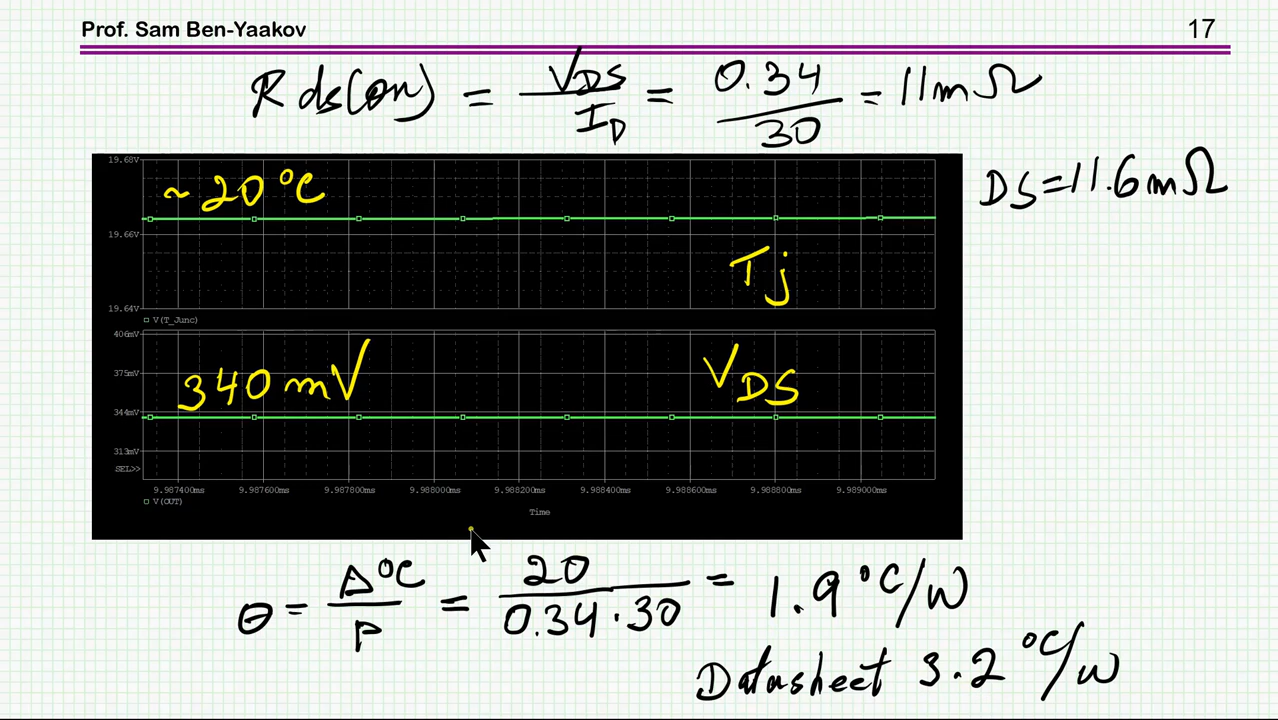 Prof. Sam Ben-Yaakov 17
Rds(on) = VDS / ID = 0.34 / 30 = 11mΩ
DS=11.6mΩ
19.68V
~20°C
19.66V
Tj
19.64V
V(T_Junc)
406mV
375mV
340mV VDS
344mV
313mV
SEL>>
9.987400ms 9.987600ms 9.987800ms 9.988000ms 9.988200ms 9.988400ms 9.988600ms 9.988800ms 9.989000ms
V(OUT)
Time
θ = Δ°C / P = 20 / 0.34·30 = 1.9°C/W
Datasheet 3.2°C/W